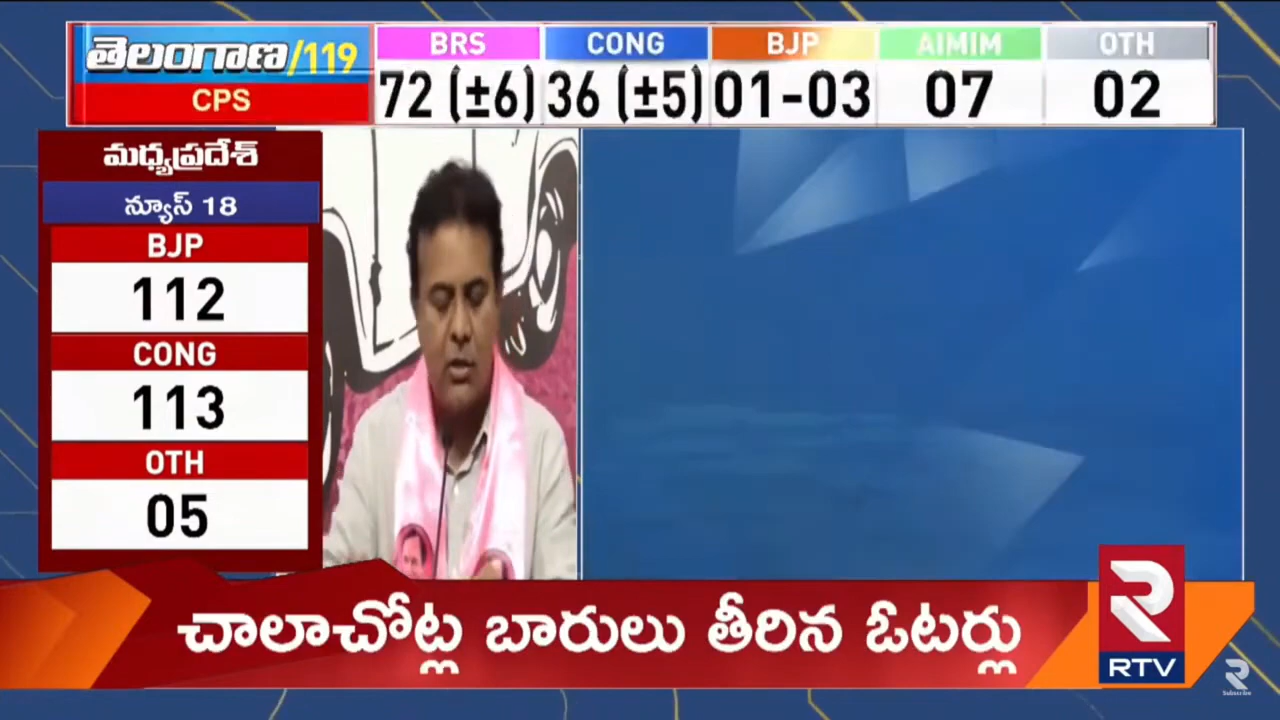 తెలంగాణ/119
CPS
BRS
72 (±6)
CONG
36 (±5)
BJP
01-03
AIMIM
07
OTH
02
మధ్యప్రదేశ్
న్యూస్ 18
BJP
112
CONG
113
OTH
05
చాలాచోట్ల బారులు తీరిన ఓటర్లు
R
RTV
R
Subscribe